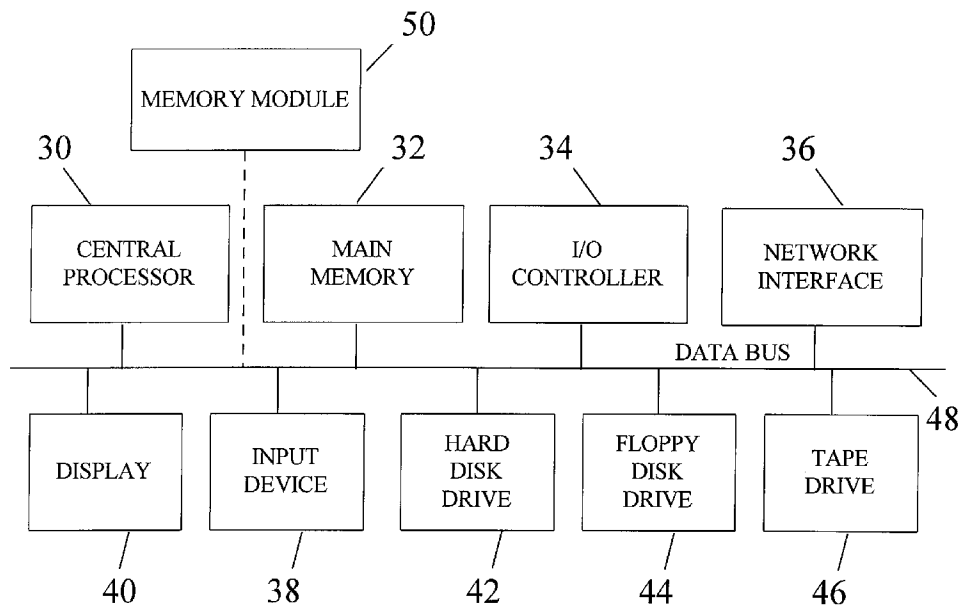 50
MEMORY MODULE
30
32
34
36
CENTRAL
PROCESSOR
MAIN
MEMORY
I/O
CONTROLLER
NETWORK
INTERFACE
DATA BUS
48
DISPLAY
INPUT
DEVICE
HARD
DISK
DRIVE
FLOPPY
DISK
DRIVE
TAPE
DRIVE
40
38
42
44
46